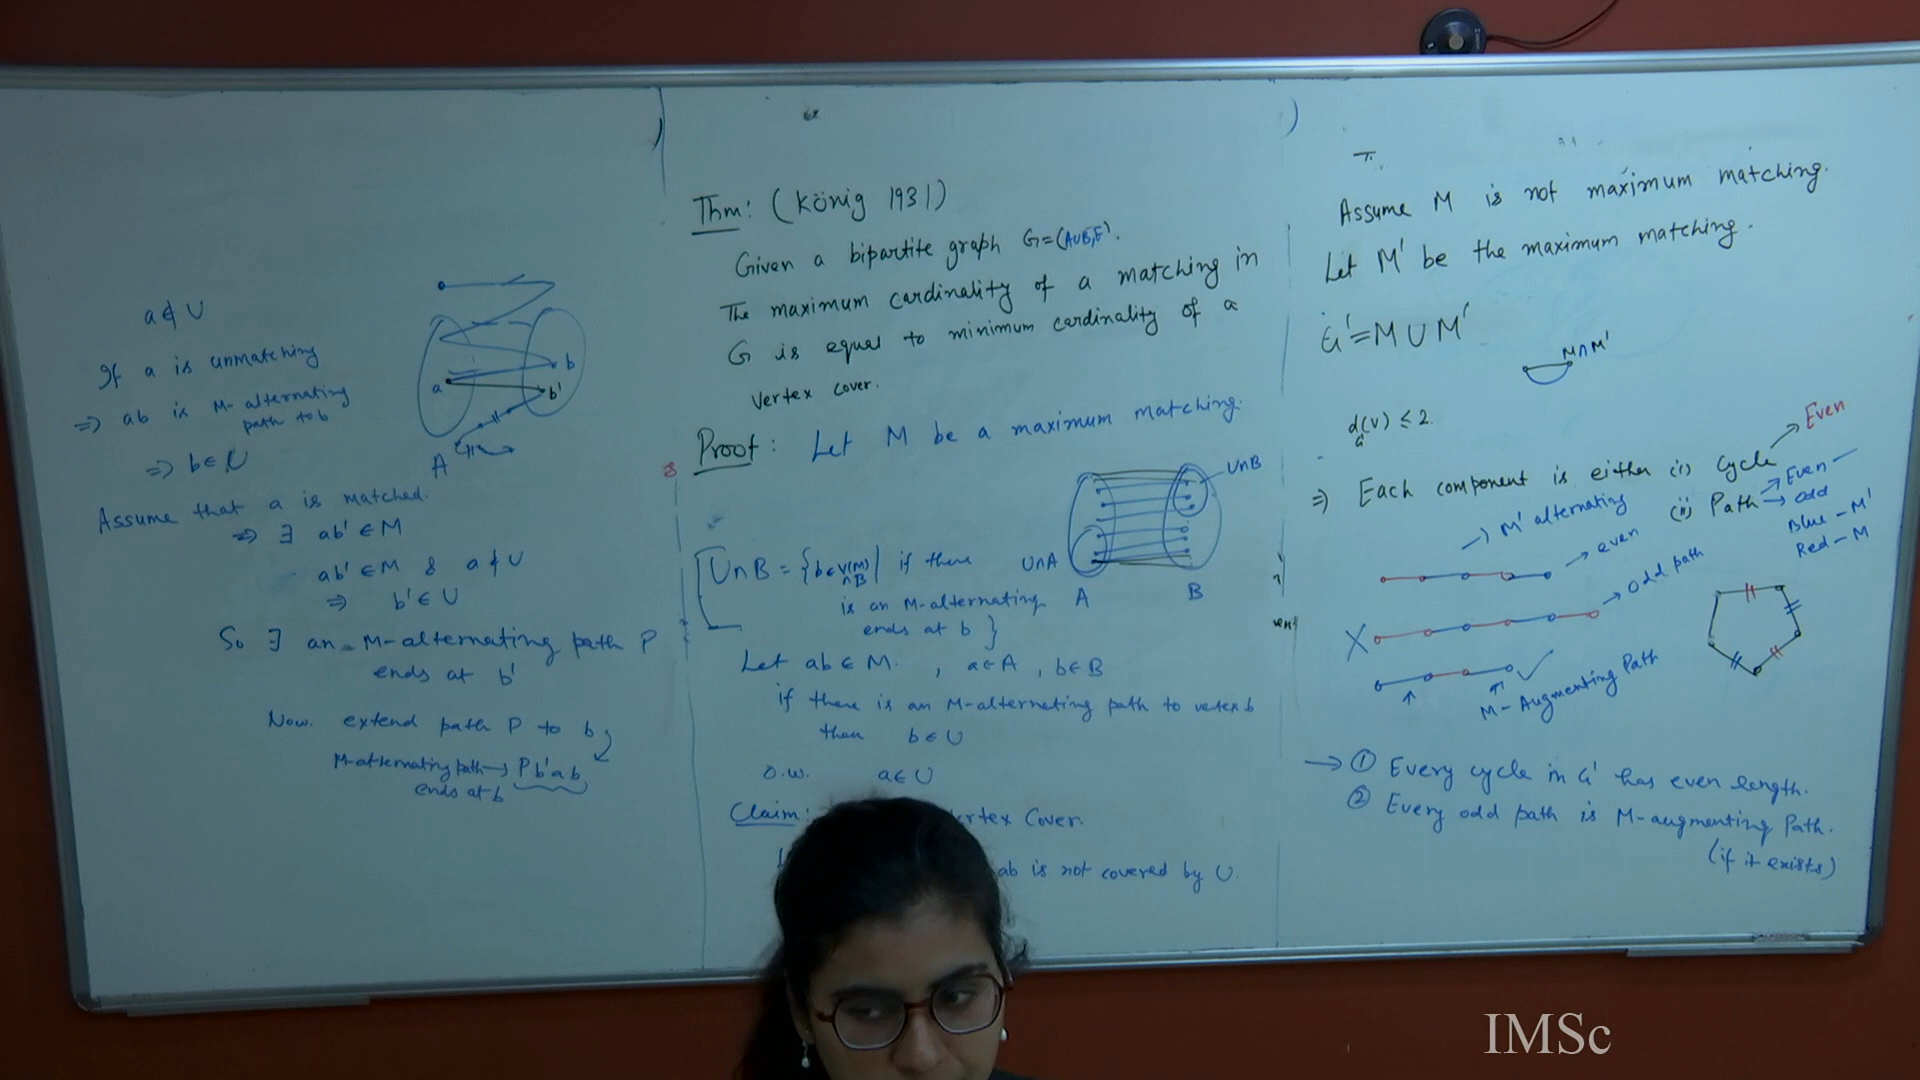 a ∉ U
If a is unmatching
⇒ ab is M-alternating
path to b
⇒ b ∈ U
Assume that a is matched.
⇒ ∃ ab' ∈ M
ab' ∈ M & a ∉ U
⇒ b' ∈ U
So ∃ an M-alternating path P
ends at b'
Now extend path P to b
M-alternating path → Pb'ab
ends at b
a
b
b'
A
Thm: (König 1931)
Given a bipartite graph G=(A∪B,E).
The maximum cardinality of a matching in
G is equal to minimum cardinality of a
vertex cover.
Proof: Let M be a maximum matching.
U∩B
U∩A
A
B
U∩B = {b∈V(M)∩B | if there
is an M-alternating
ends at b }
Let ab ∈ M. , a∈A , b∈B
if there is an M-alternating path to vertex b
then b∈U
o.w. a∈U
Claim: Cover.
ab is not covered by U.
Assume M is not maximum matching.
Let M' be the maximum matching.
G' = M ∪ M'
M∩M'
d(v) ≤ 2.
G'
⇒ Each component is either (i) Cycle → Even
(ii) Path → Even
→ odd
Blue - M'
Red - M
→ M' alternating
→ even
X → odd path
M-Augmenting Path
→ ① Every cycle in G' has even length.
② Every odd path is M-augmenting Path.
(if it exists)
IMSc